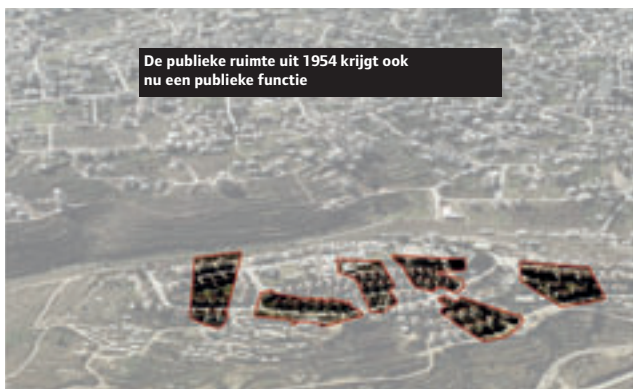 De publieke ruimte uit 1954 krijgt ook
nu een publieke functie